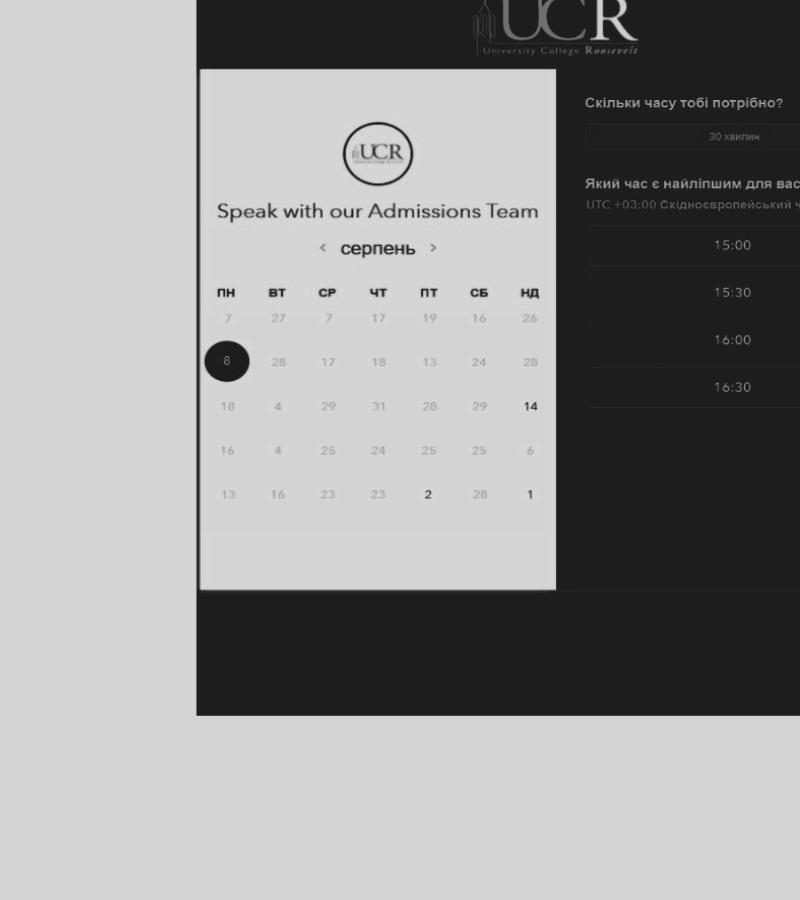 UCR
University College Roosevelt
UCR
Speak with our Admissions Team
< серпень >
ПН ВТ СР ЧТ ПТ СБ НД
7 27 7 17 19 16 26
8 28 17 18 13 24 28
18 4 29 31 28 29 14
16 4 25 24 25 25 6
13 16 23 23 2 28 1
Скільки часу тобі потрібно?
30 хвилин
Який час є найліпшим для вас
UTC +03:00 Східноєвропейський ч
15:00
15:30
16:00
16:30